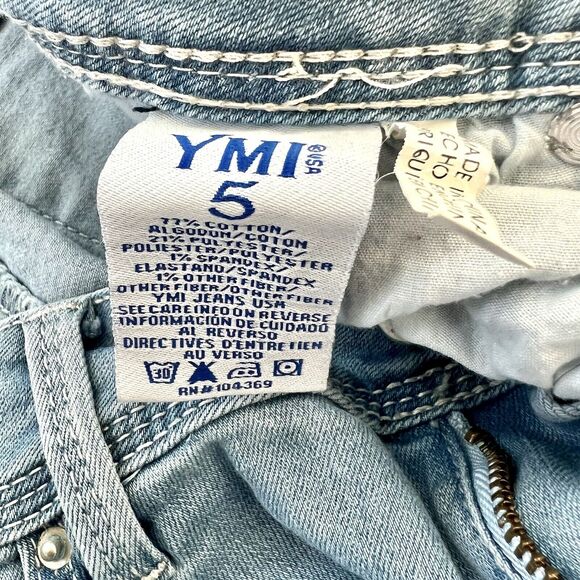 YMI ®USA
5
77% COTTON/
ALGODON/COTON
21% POLYESTER/
POLIESTER/POLYESTER
1% SPANDEX/
ELASTANO/SPANDEX
1% OTHER FIBER/
OTHER FIBER/OTHER FIBER
YMI JEANS USA
SEE CARE INFO ON REVERSE
INFORMACIÓN DE CUIDADO
AL REVERSO
DIRECTIVES D'ENTRETIEN
AU VERSO
30
RN# 104369